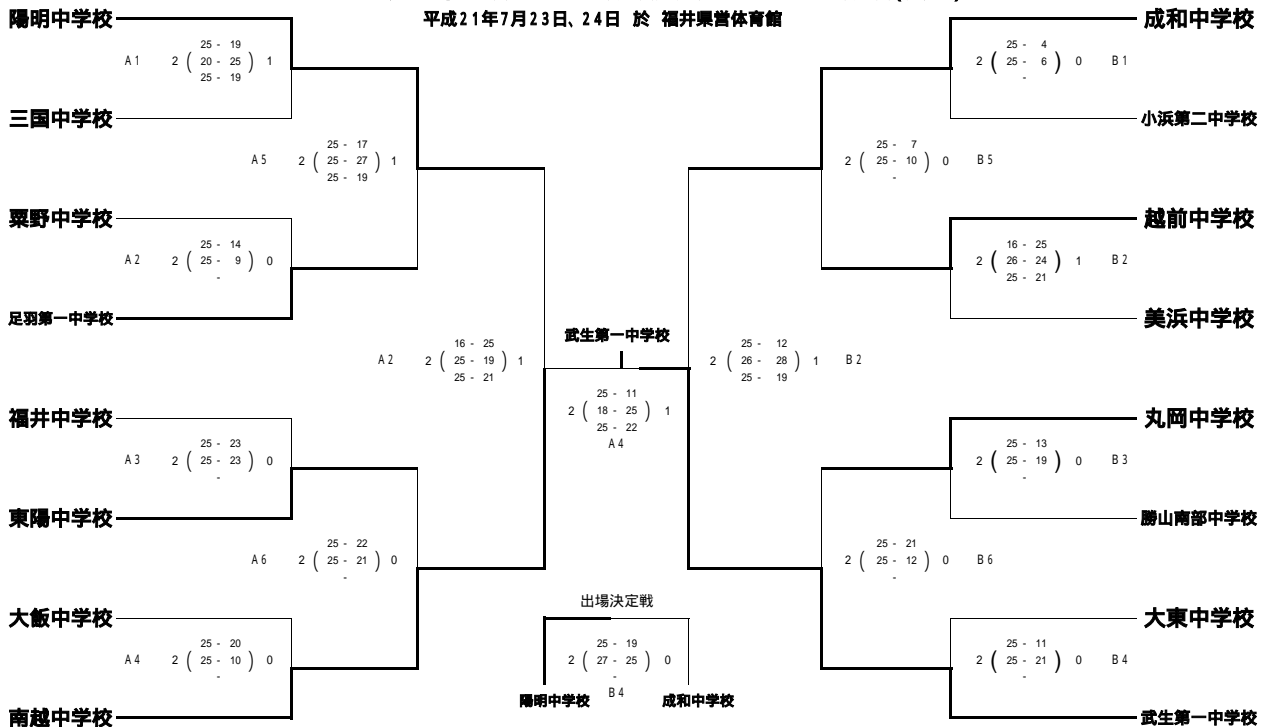 平成21年7月23日、24日 於 福井県営体育館
陽明中学校
A1 2 ( 25 - 19 20 - 25 25 - 19 ) 1
三国中学校
A5 2 ( 25 - 17 25 - 27 25 - 19 ) 1
粟野中学校
A2 2 ( 25 - 14 25 - 9 - ) 0
足羽第一中学校
A2 2 ( 16 - 25 25 - 19 25 - 21 ) 1
福井中学校
A3 2 ( 25 - 23 25 - 23 - ) 0
東陽中学校
A6 2 ( 25 - 22 25 - 21 - ) 0
大飯中学校
A4 2 ( 25 - 20 25 - 10 - ) 0
南越中学校
武生第一中学校
2 ( 25 - 11 18 - 25 25 - 22 ) 1
A4
出場決定戦
2 ( 25 - 19 27 - 25 - ) 0
B4
陽明中学校 成和中学校
成和中学校
2 ( 25 - 4 25 - 6 - ) 0 B1
小浜第二中学校
2 ( 25 - 7 25 - 10 - ) 0 B5
越前中学校
2 ( 16 - 25 26 - 24 25 - 21 ) 1 B2
美浜中学校
2 ( 25 - 12 26 - 28 25 - 19 ) 1 B2
丸岡中学校
2 ( 25 - 13 25 - 19 - ) 0 B3
勝山南部中学校
2 ( 25 - 21 25 - 12 - ) 0 B6
大東中学校
2 ( 25 - 11 25 - 21 - ) 0 B4
武生第一中学校